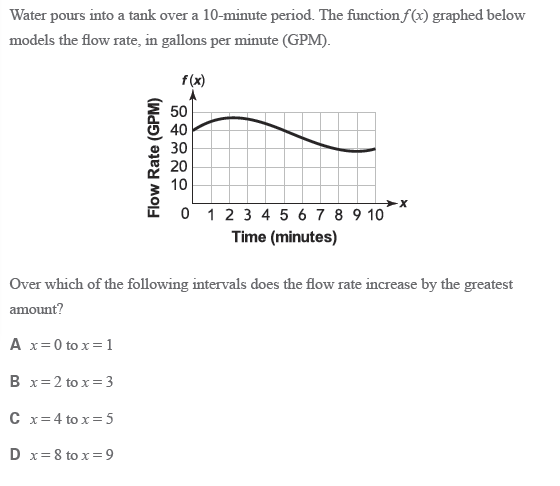 Water pours into a tank over a 10-minute period. The function f(x) graphed below
models the flow rate, in gallons per minute (GPM).
f(x)
Flow Rate (GPM)
50
40
30
20
10
0 1 2 3 4 5 6 7 8 9 10 x
Time (minutes)
Over which of the following intervals does the flow rate increase by the greatest
amount?
A x=0 to x=1
B x=2 to x=3
C x=4 to x=5
D x=8 to x=9